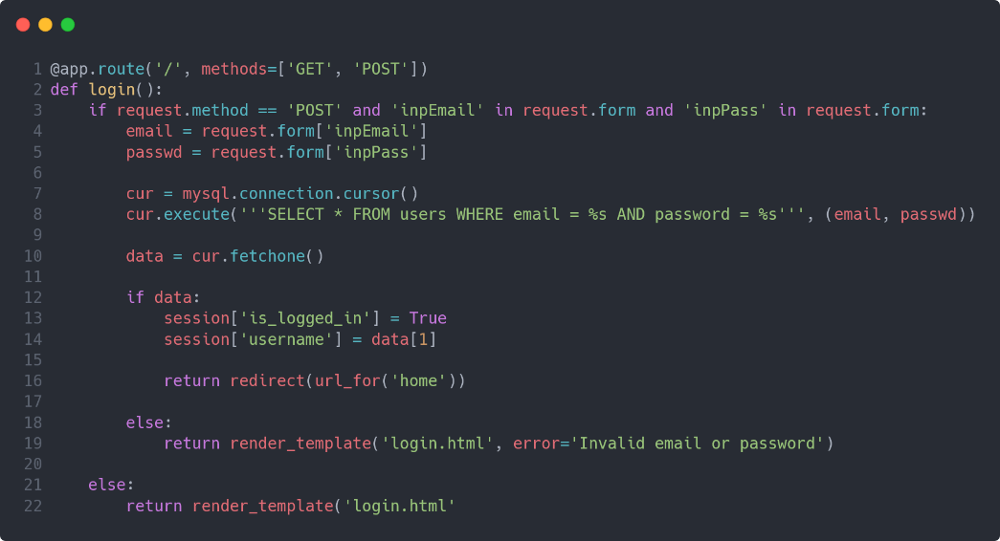 1 @app.route('/', methods=['GET', 'POST'])
2 def login():
3     if request.method == 'POST' and 'inpEmail' in request.form and 'inpPass' in request.form:
4         email = request.form['inpEmail']
5         passwd = request.form['inpPass']
6
7         cur = mysql.connection.cursor()
8         cur.execute('''SELECT * FROM users WHERE email = %s AND password = %s''', (email, passwd))
9
10         data = cur.fetchone()
11
12         if data:
13             session['is_logged_in'] = True
14             session['username'] = data[1]
15
16             return redirect(url_for('home'))
17
18         else:
19             return render_template('login.html', error='Invalid email or password')
20
21     else:
22         return render_template('login.html'